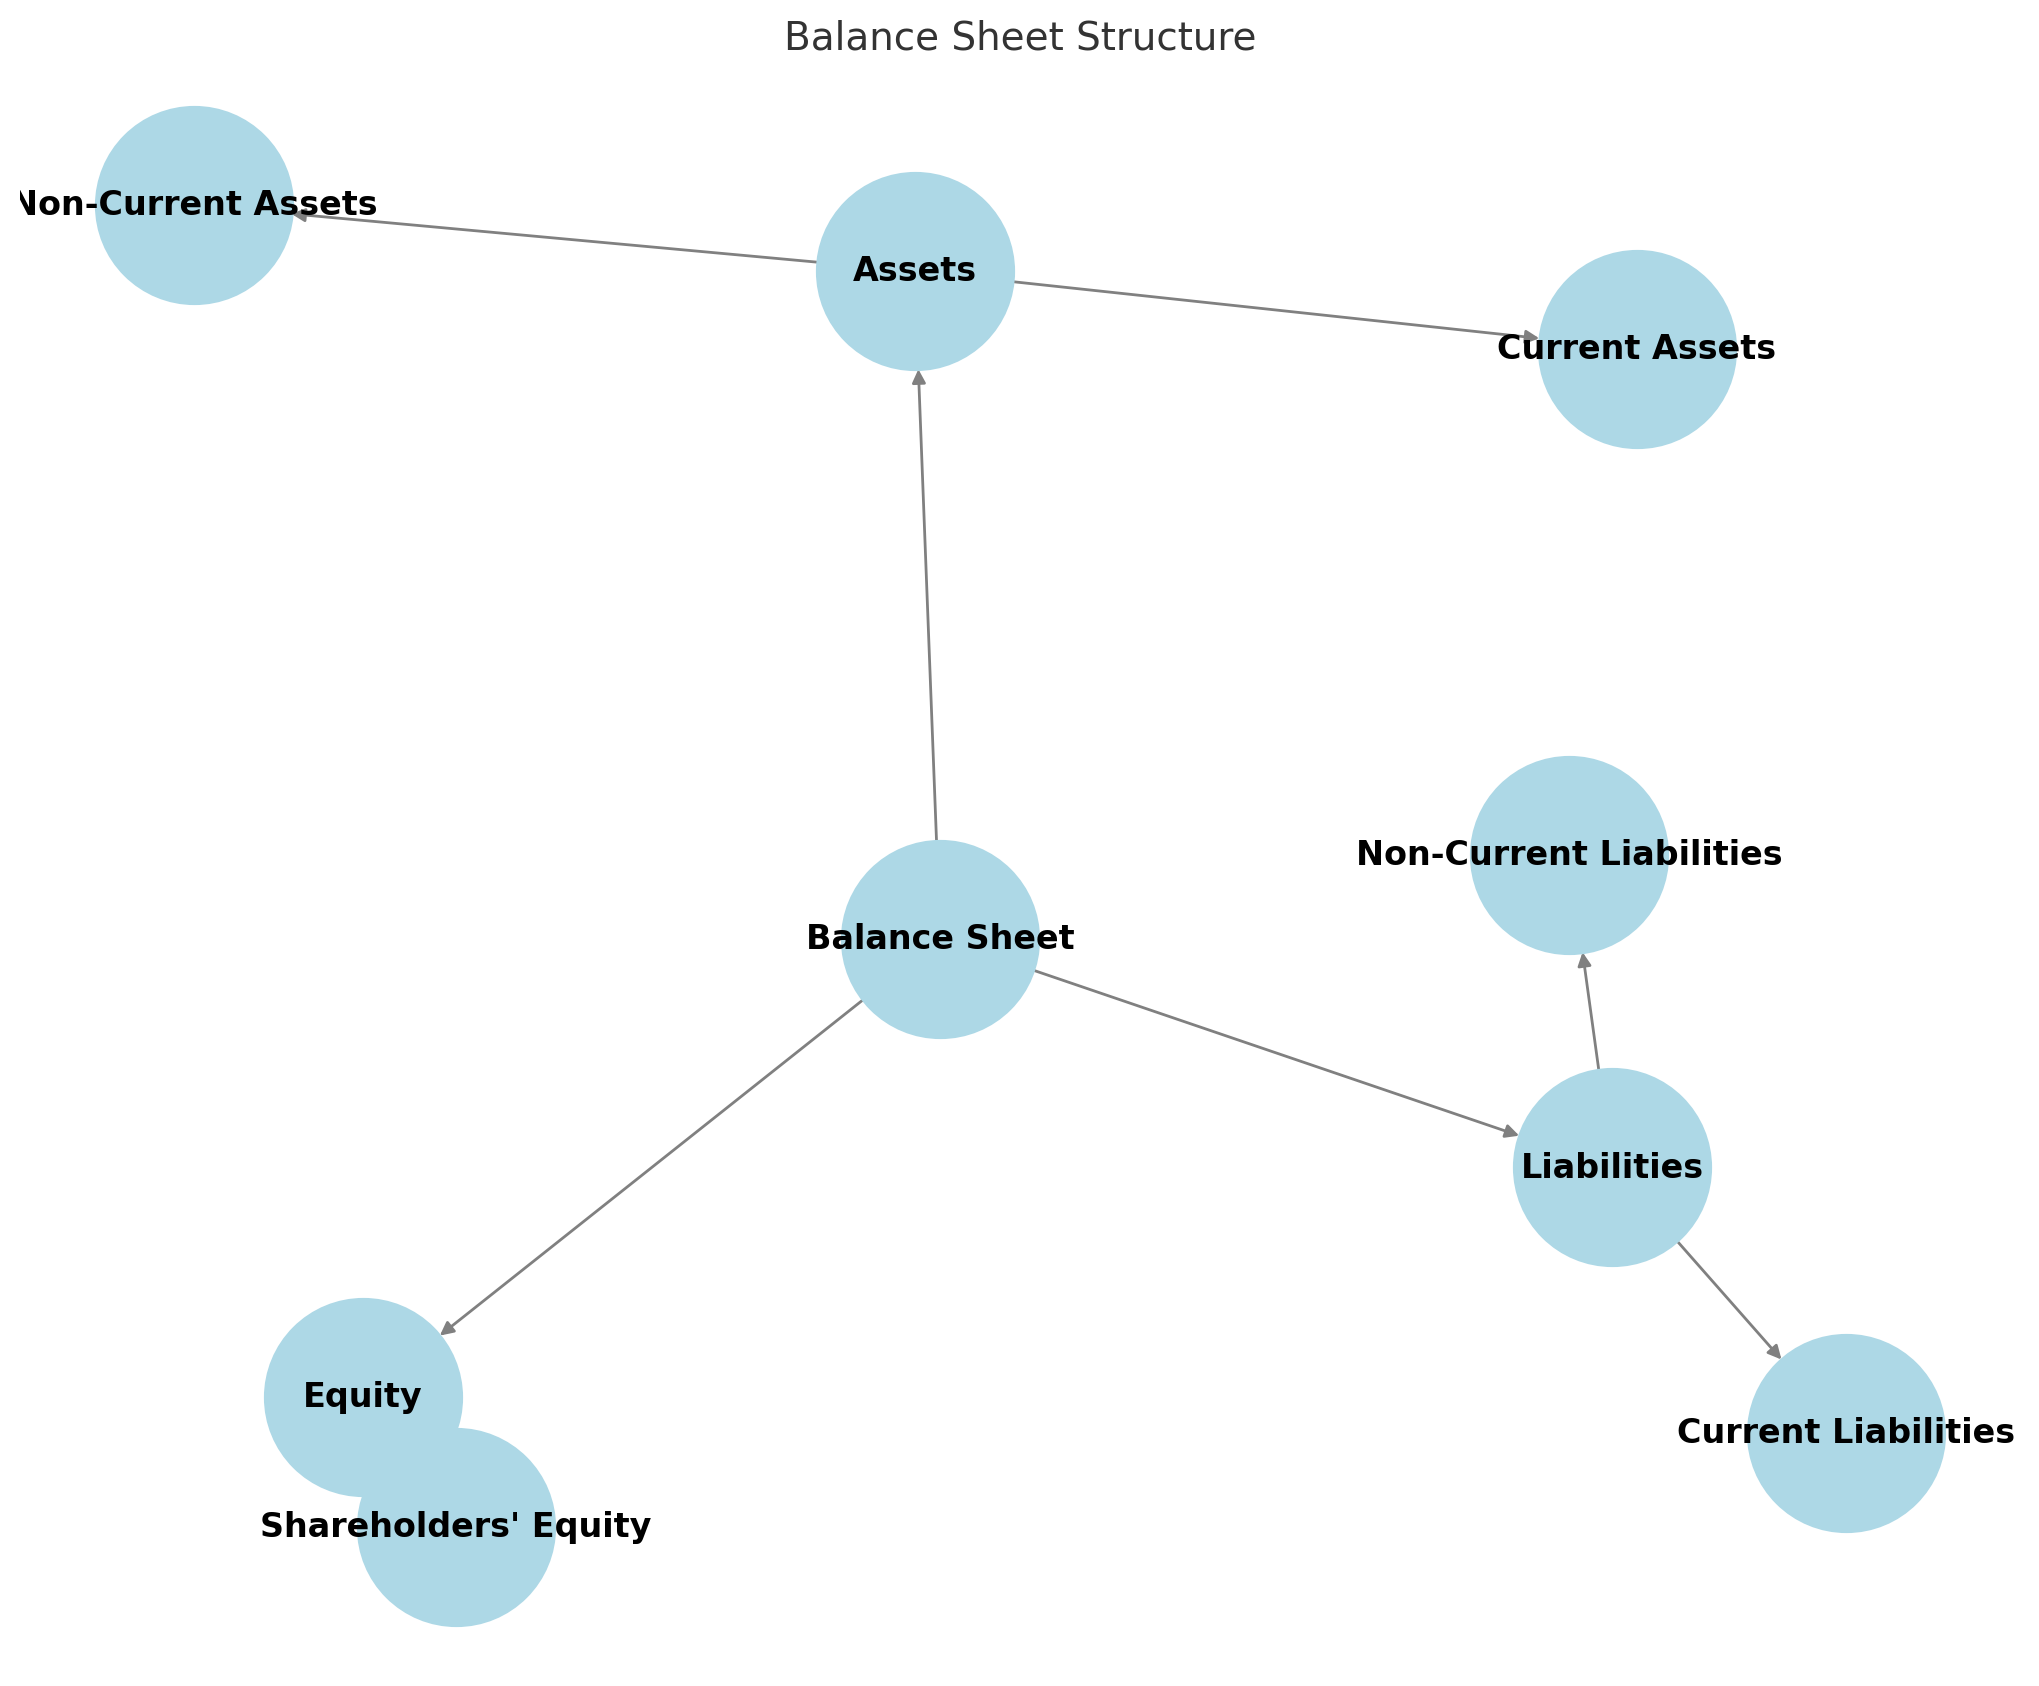 Balance Sheet Structure
Non-Current Assets
Assets
Current Assets
Non-Current Liabilities
Balance Sheet
Liabilities
Equity
Current Liabilities
Shareholders' Equity